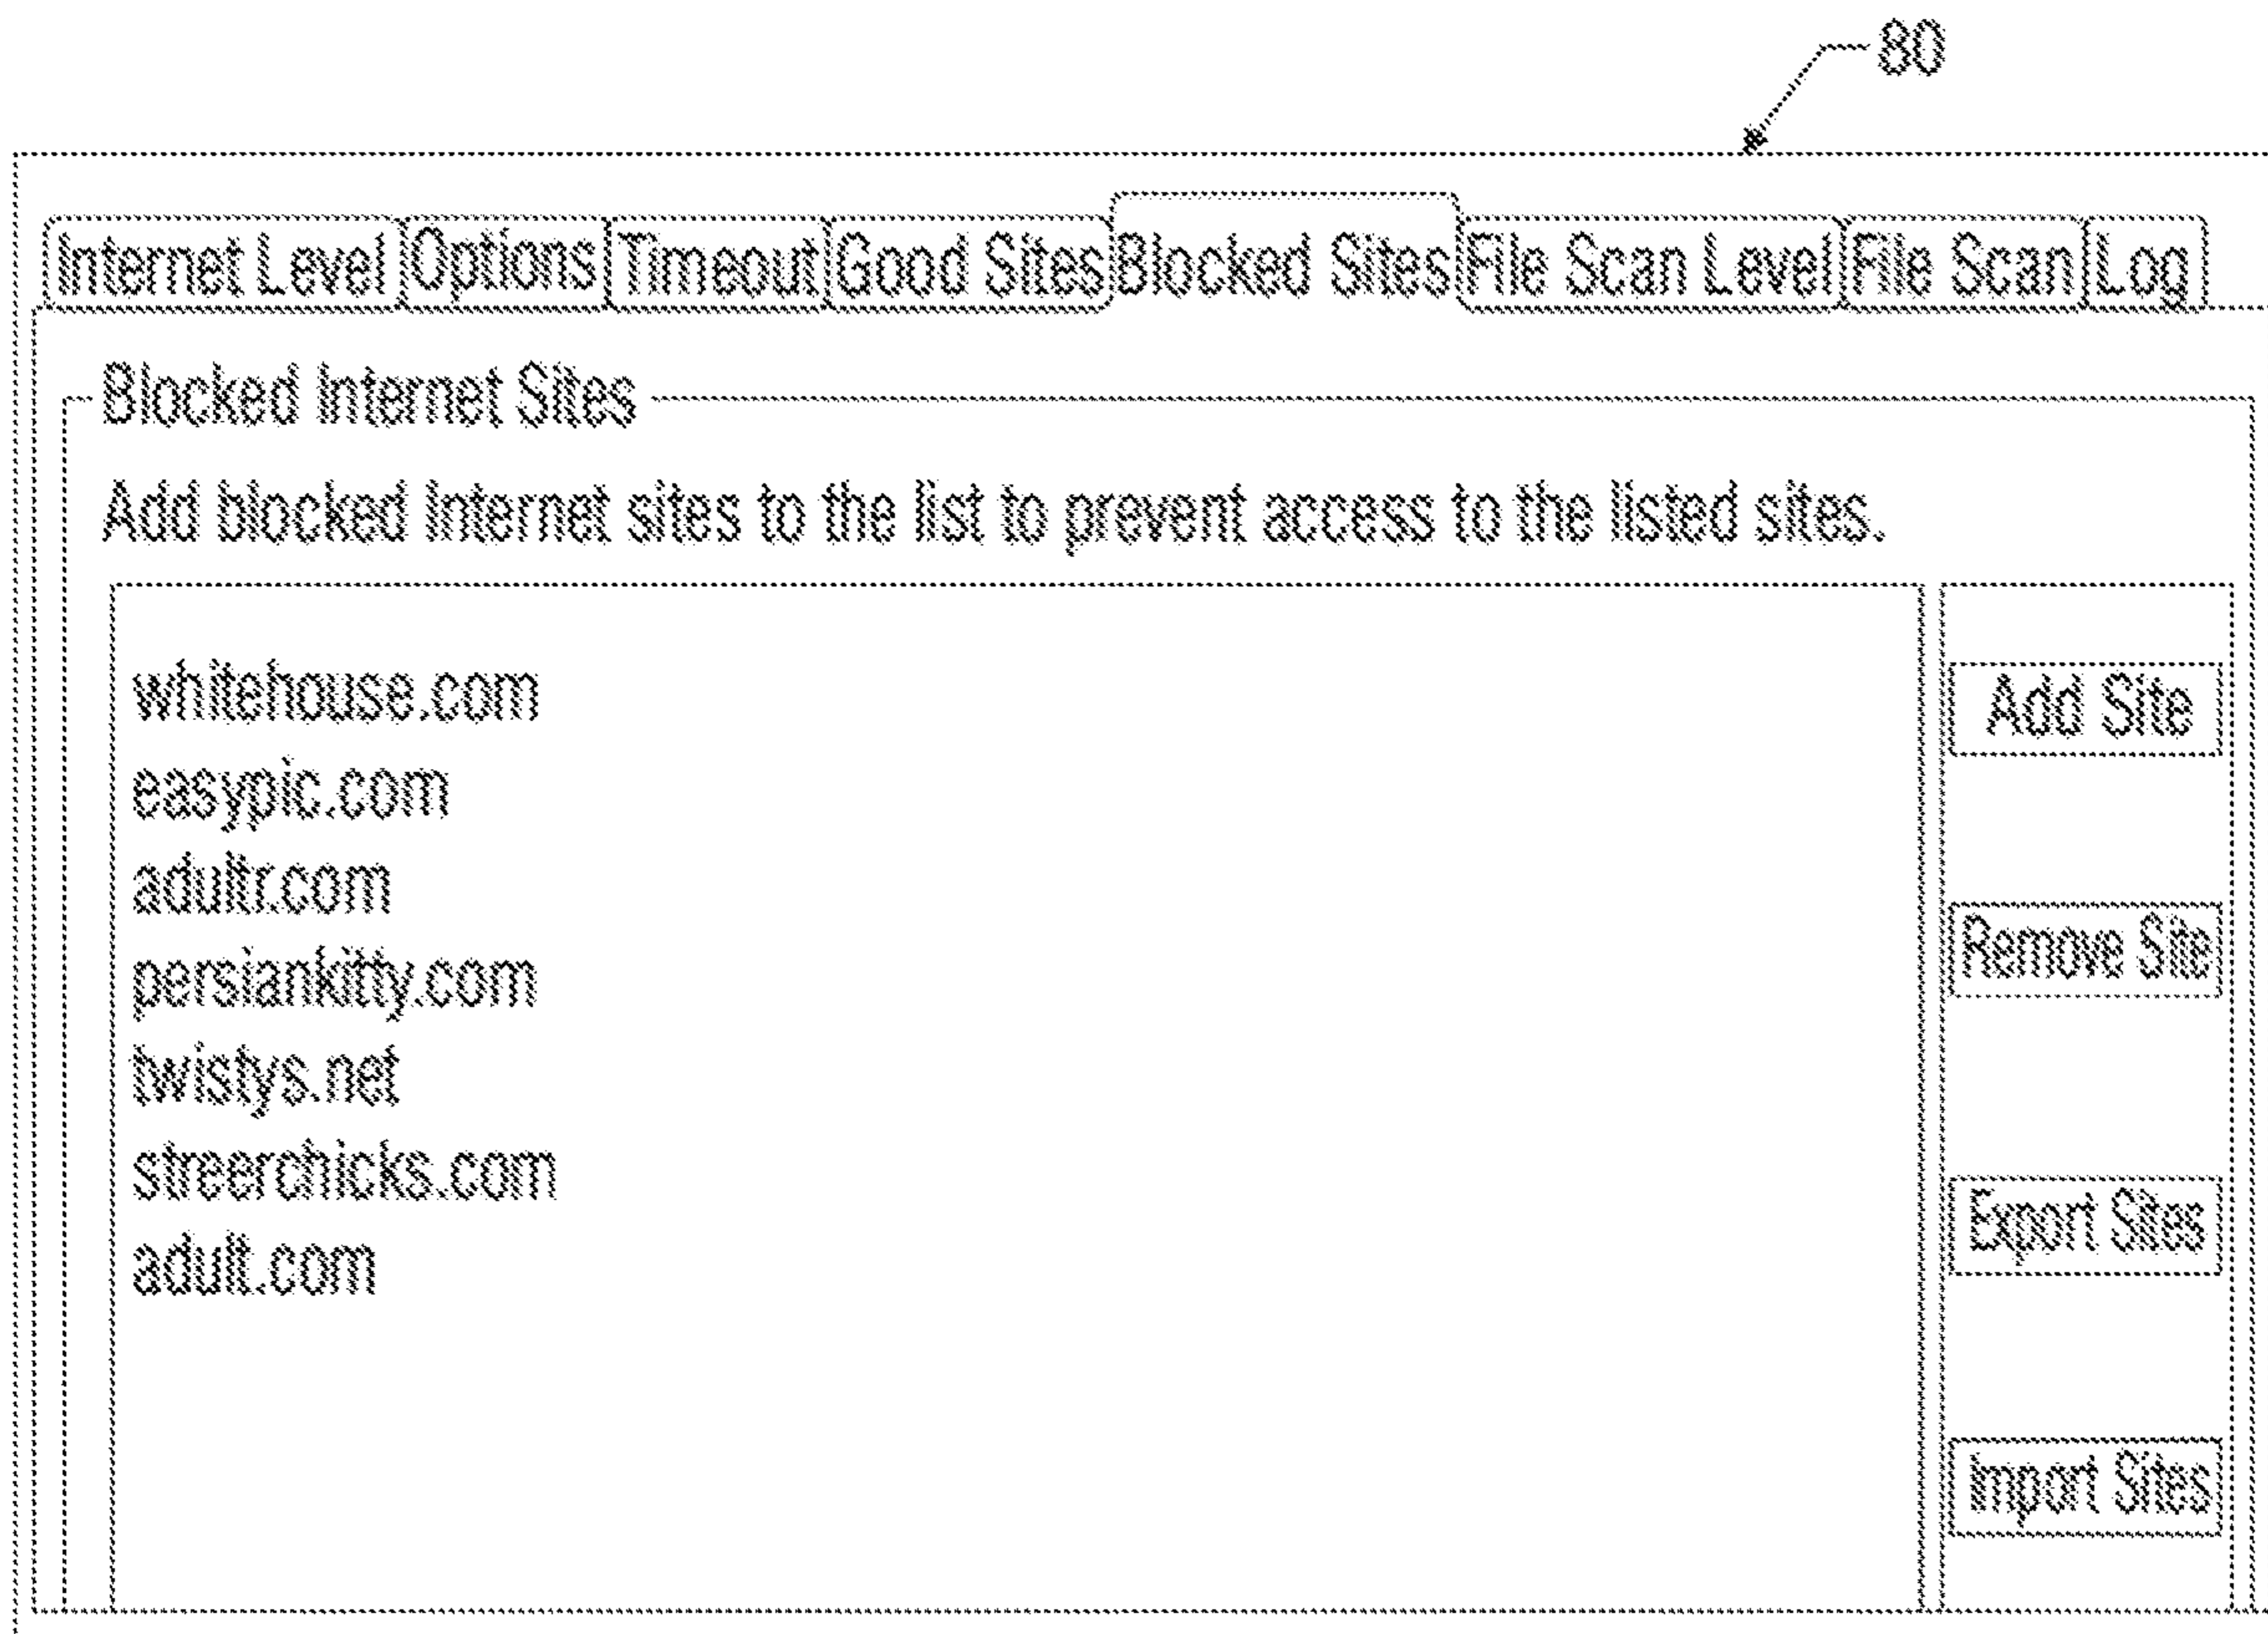 80
Internet Level Options Timeout Good Sites Blocked Sites File Scan Level File Scan Log
Blocked Internet Sites
Add blocked Internet sites to the list to prevent access to the listed sites.
whitehouse.com
Add Site
easypic.com
adultr.com
Remove Site
persiankitty.com
twistys.net
streerchicks.com
Export Sites
adult.com
Import Sites